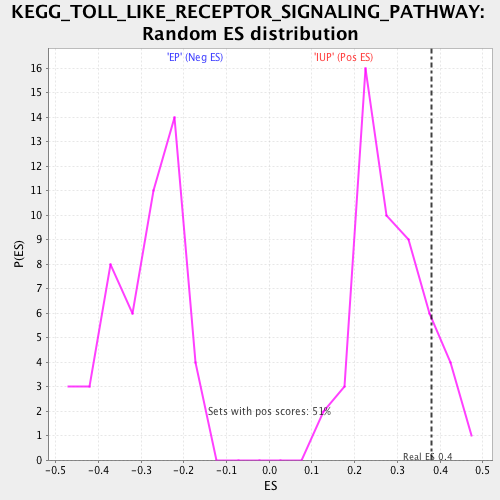 KEGG_TOLL_LIKE_RECEPTOR_SIGNALING_PATHWAY:
Random ES distribution
'EP' (Neg ES)
'IUP' (Pos ES)
16
15
14
13
12
11
10
9
8
7
6
5
4
3
2
1
0
P(ES)
Sets with pos scores: 51%
Real ES 0.4
-0.5 -0.4 -0.3 -0.2 -0.1 0.0 0.1 0.2 0.3 0.4 0.5
ES